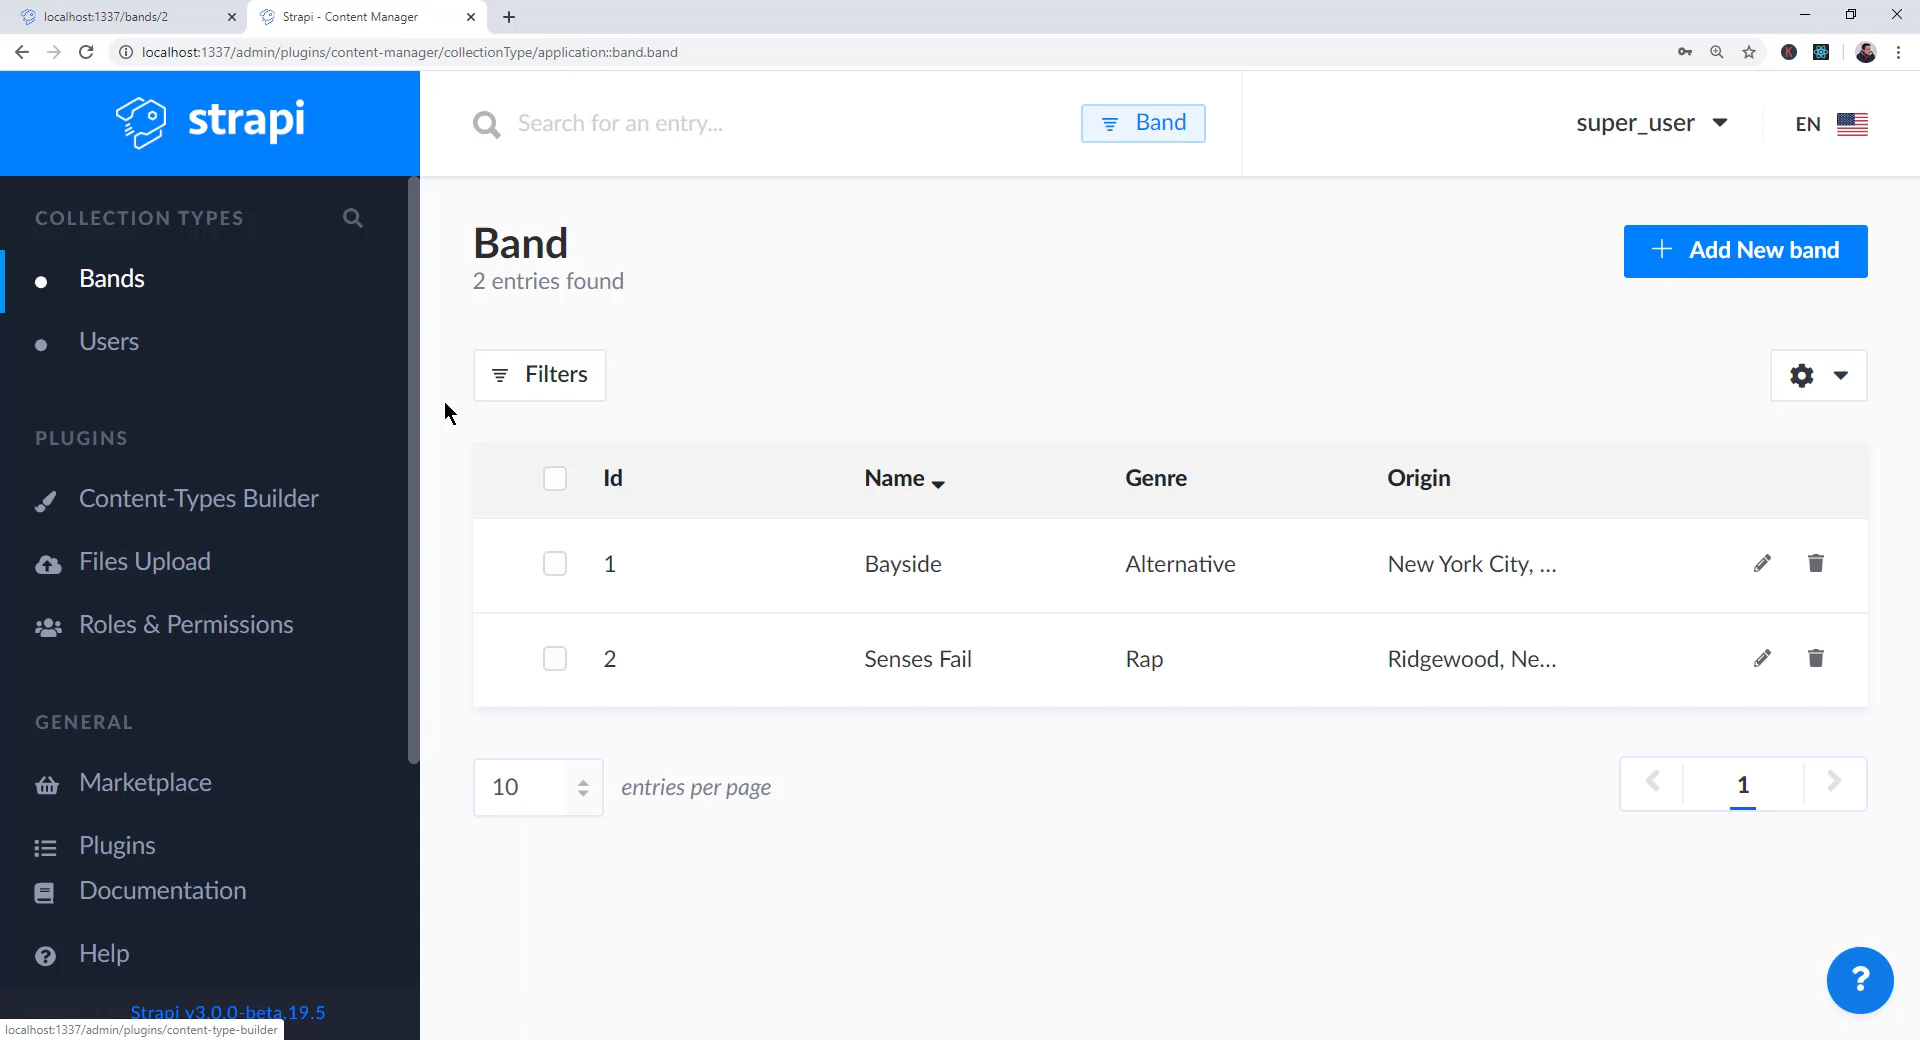 localhost:1337/bands/2
Strapi - Content Manager
localhost:1337/admin/plugins/content-manager/collectionType/application::band.band
K
strapi
Search for an entry...
Band
super_user
EN
COLLECTION TYPES
Bands
Users
PLUGINS
Content-Types Builder
Files Upload
Roles & Permissions
GENERAL
Marketplace
Plugins
Documentation
Help
Strapi v3.0.0-beta.19.5
localhost:1337/admin/plugins/content-type-builder
Band
2 entries found
Add New band
Filters
Id Name Genre Origin
1 Bayside Alternative New York City, ...
2 Senses Fail Rap Ridgewood, Ne...
10 entries per page
1
?